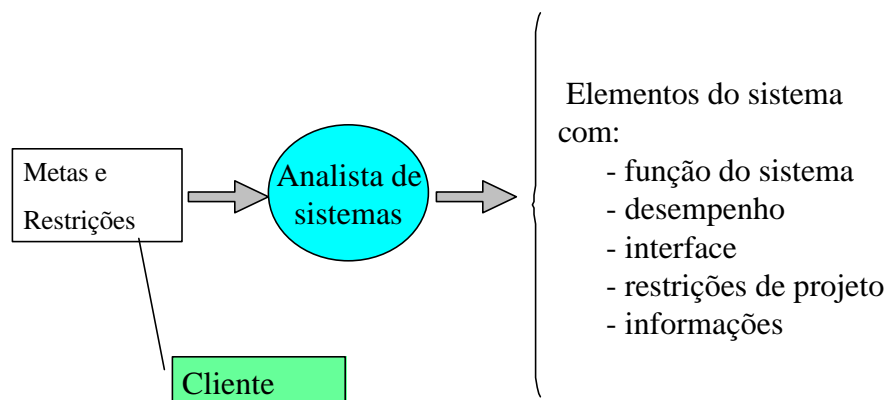 Metas e
Restrições
Cliente
Analista de
sistemas
Elementos do sistema
com:
- função do sistema
- desempenho
- interface
- restrições de projeto
- informações